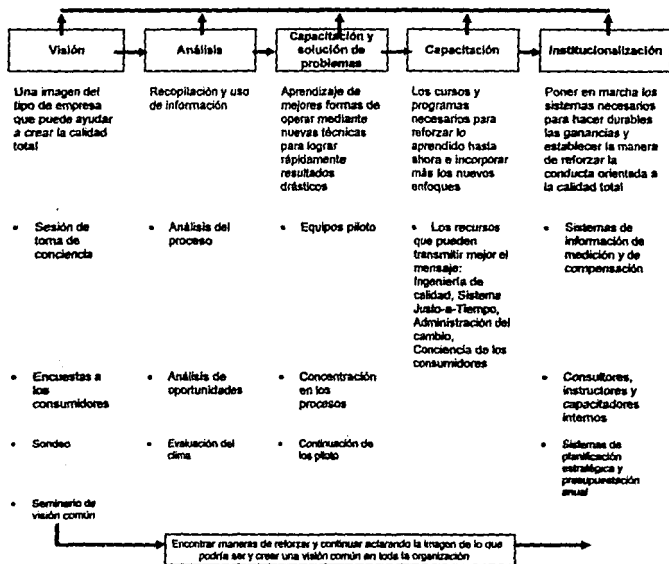 Visión
Análisis
Capacitación y
solución de
problemas
Capacitación
Institucionalización
Una imagen del
tipo de empresa
que puede ayudar
a crear la calidad
total
Recopilación y uso
de información
Aprendizaje de
mejores formas de
operar mediante
nuevas técnicas
para lograr
rápidamente
resultados
drásticos
Los cursos y
programas
necesarios para
reforzar lo
aprendido hasta
ahora e incorporar
más los nuevos
enfoques
Poner en marcha los
sistemas necesarios
para hacer durables
las ganancias y
establecer la manera
de reforzar la
conducta orientada a
la calidad total
• Sesión de
toma de
conciencia
• Análisis del
proceso
• Equipos piloto
• Los recursos
que pueden
transmitir mejor el
mensaje:
Ingeniería de
calidad, Sistema
Justo-a-Tiempo,
Administración del
cambio,
Conciencia de los
consumidores
• Sistemas de
información de
medición y de
compensación
• Encuestas a
los
consumidores
• Análisis de
oportunidades
• Concentración
en los
procesos
• Consultores,
instructores y
capacitadores
internos
• Sondeo
• Evaluación del
clima
• Continuación de
los piloto
• Sistemas de
planificación
estratégica y
presupuestación
anual
• Seminario de
visión común
Encontrar maneras de reforzar y continuar aclarando la imagen de lo que
podría ser y crear una visión común en toda la organización